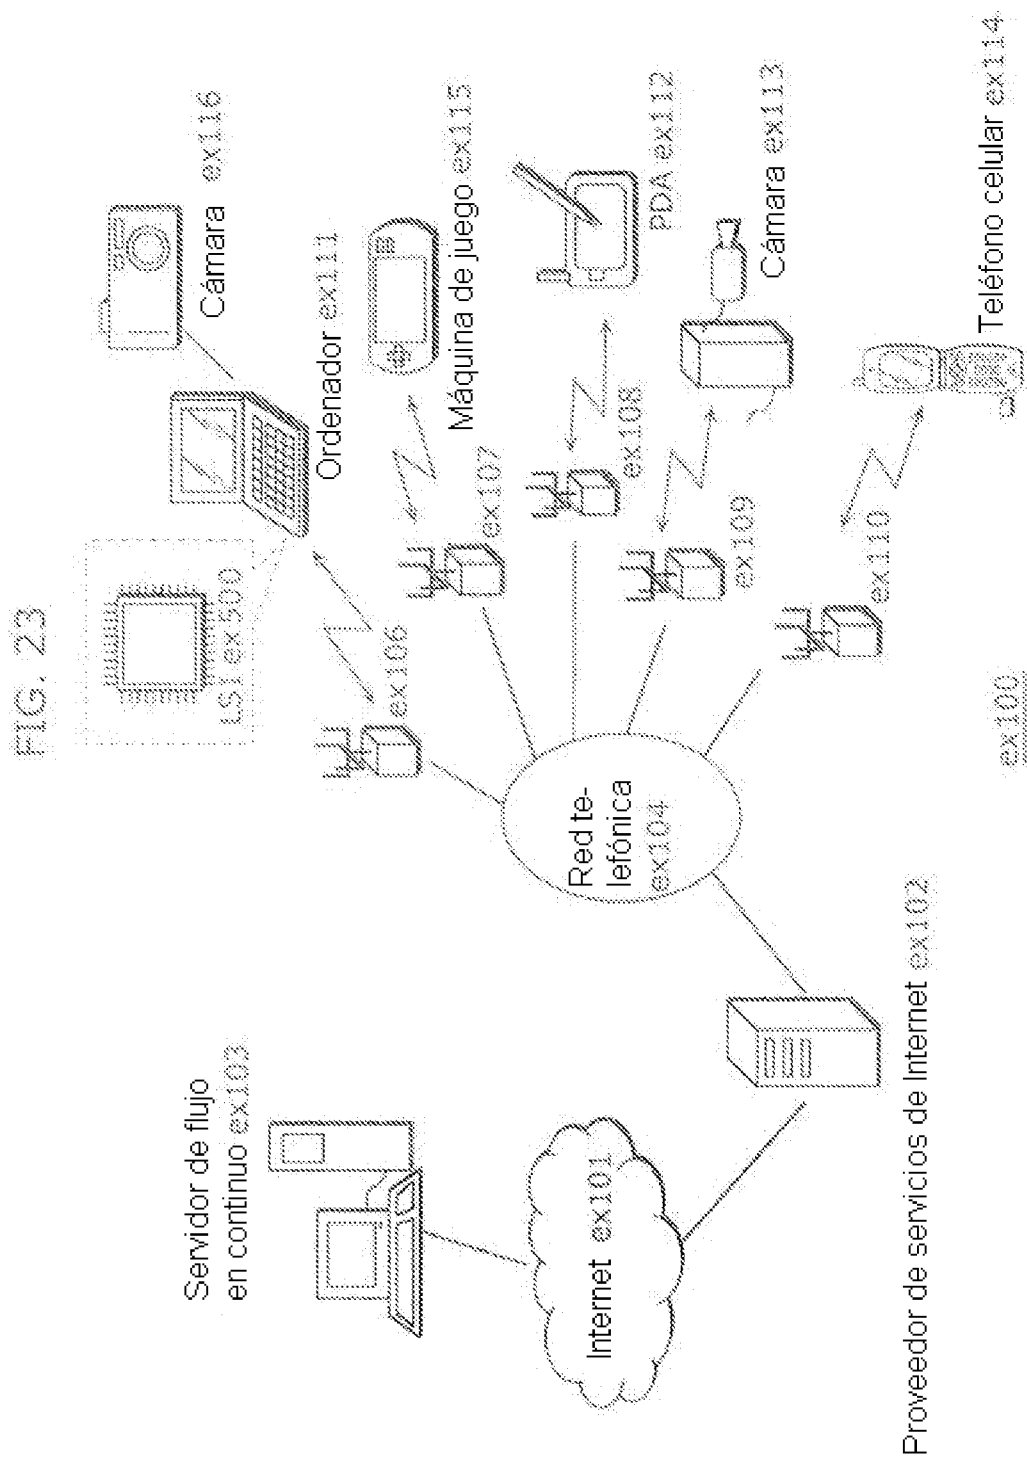 FIG. 23
Servidor de flujo
en continuo ex103
Internet ex101
Proveedor de servicios de Internet ex102
Red te-
lefónica
ex104
LSI ex500
ex106
ex107
ex108
ex109
ex110
Cámara ex116
Ordenador ex111
Máquina de juego ex115
PDA ex112
Cámara ex113
Teléfono celular ex114
ex100